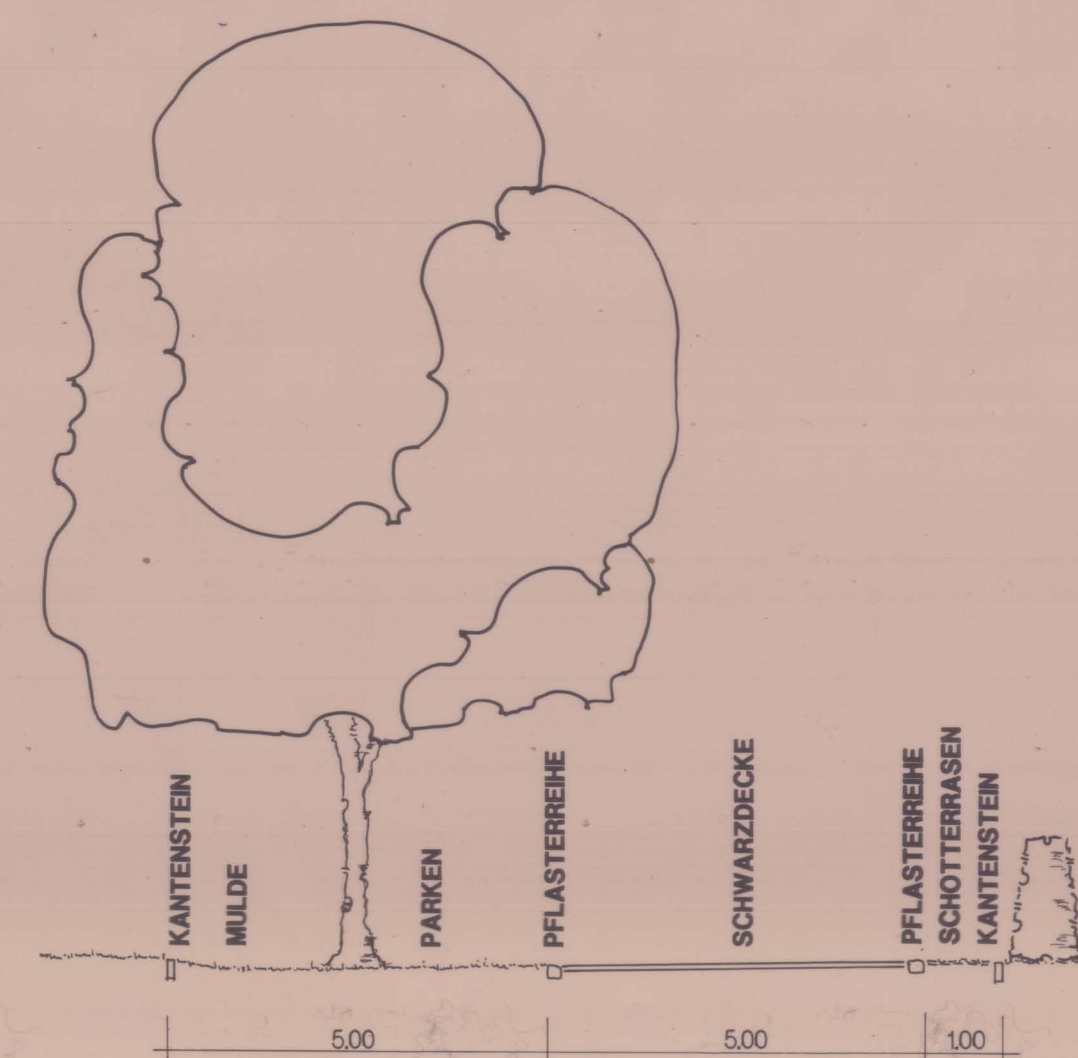 KANTENSTEIN
MULDE
PARKEN
PFLASTERREIHE
SCHWARZDECKE
PFLASTERREIHE
SCHOTTERRASEN
KANTENSTEIN
5.00
5.00
1.00